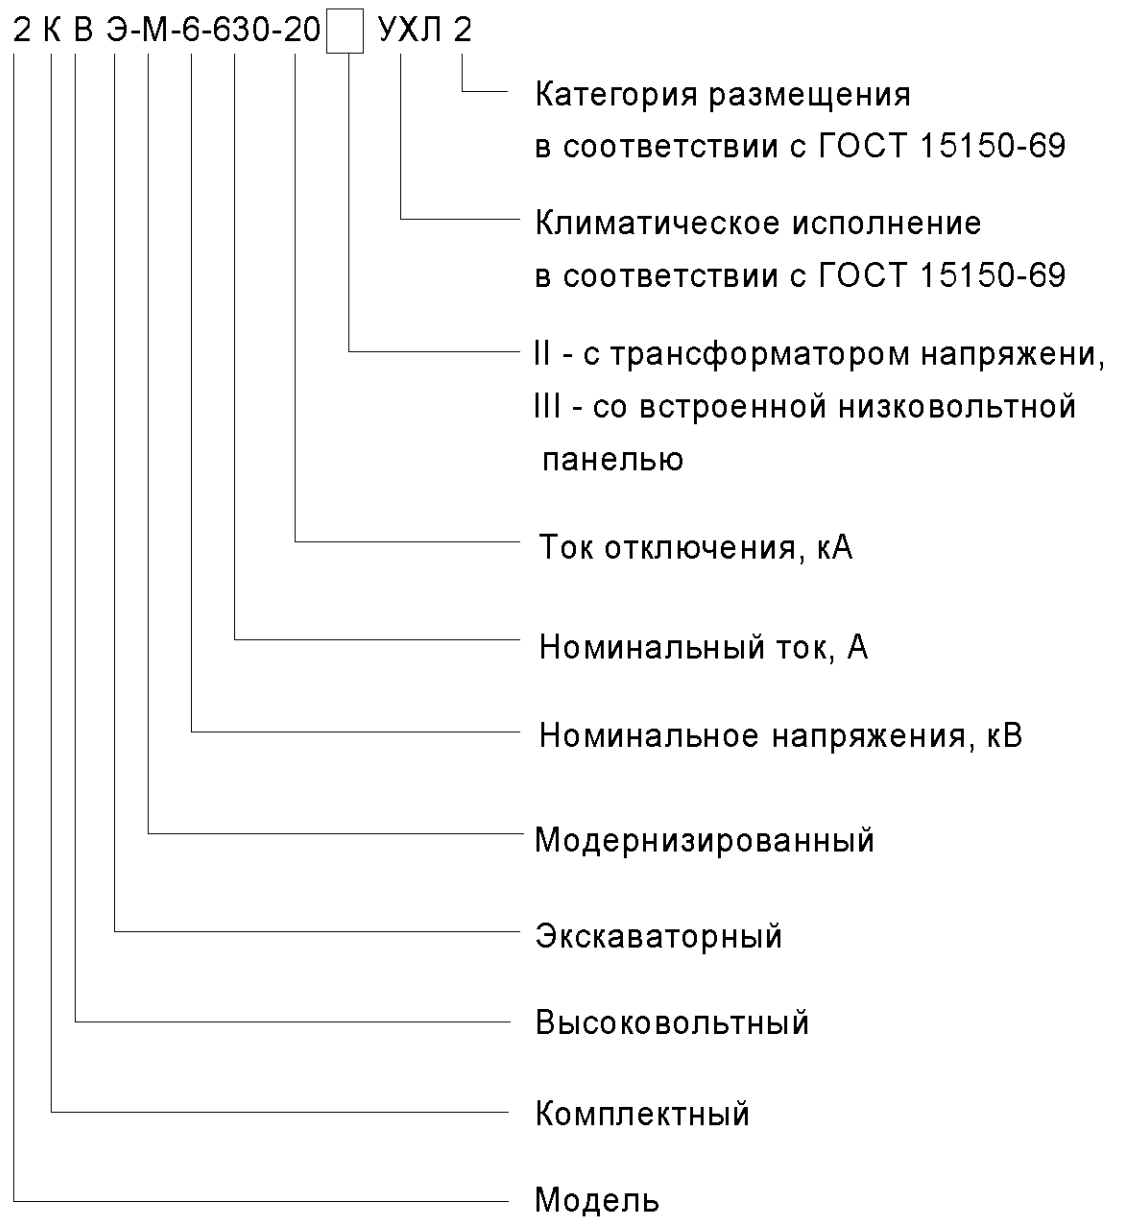 2 К В Э-М-6-630-20 УХЛ 2
Категория размещения
в соответствии с ГОСТ 15150-69
Климатическое исполнение
в соответствии с ГОСТ 15150-69
II - с трансформатором напряжени,
III - со встроенной низковольтной
панелью
Ток отключения, кА
Номинальный ток, А
Номинальное напряжения, кВ
Модернизированный
Экскаваторный
Высоковольтный
Комплектный
Модель